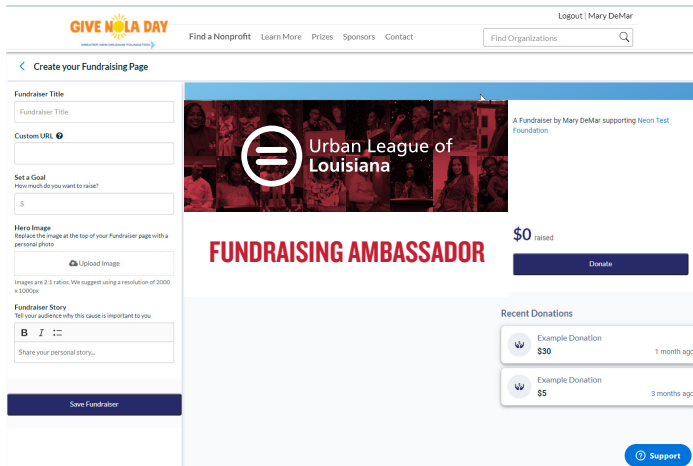 Logout | Mary DeMar
GIVE NOLA DAY
GREATER NEW ORLEANS FOUNDATION
Find a Nonprofit Learn More Prizes Sponsors Contact
Find Organizations
Create your Fundraising Page
Fundraiser Title
Fundraiser Title
Custom URL
Set a Goal
How much do you want to raise?
$
Hero Image
Replace the image at the top of your Fundraiser page with a
personal photo
Upload Image
Images are 2:1 ratios. We suggest using a resolution of 2000
x 1000px
Fundraiser Story
Tell your audience why this cause is important to you
B I
Share your personal story...
Save Fundraiser
Urban League of
Louisiana
FUNDRAISING AMBASSADOR
A Fundraiser by Mary DeMar supporting Neon Test
Foundation
$0 raised
Donate
Recent Donations
Example Donation
$30 1 month ago
Example Donation
$5 3 months ago
Support